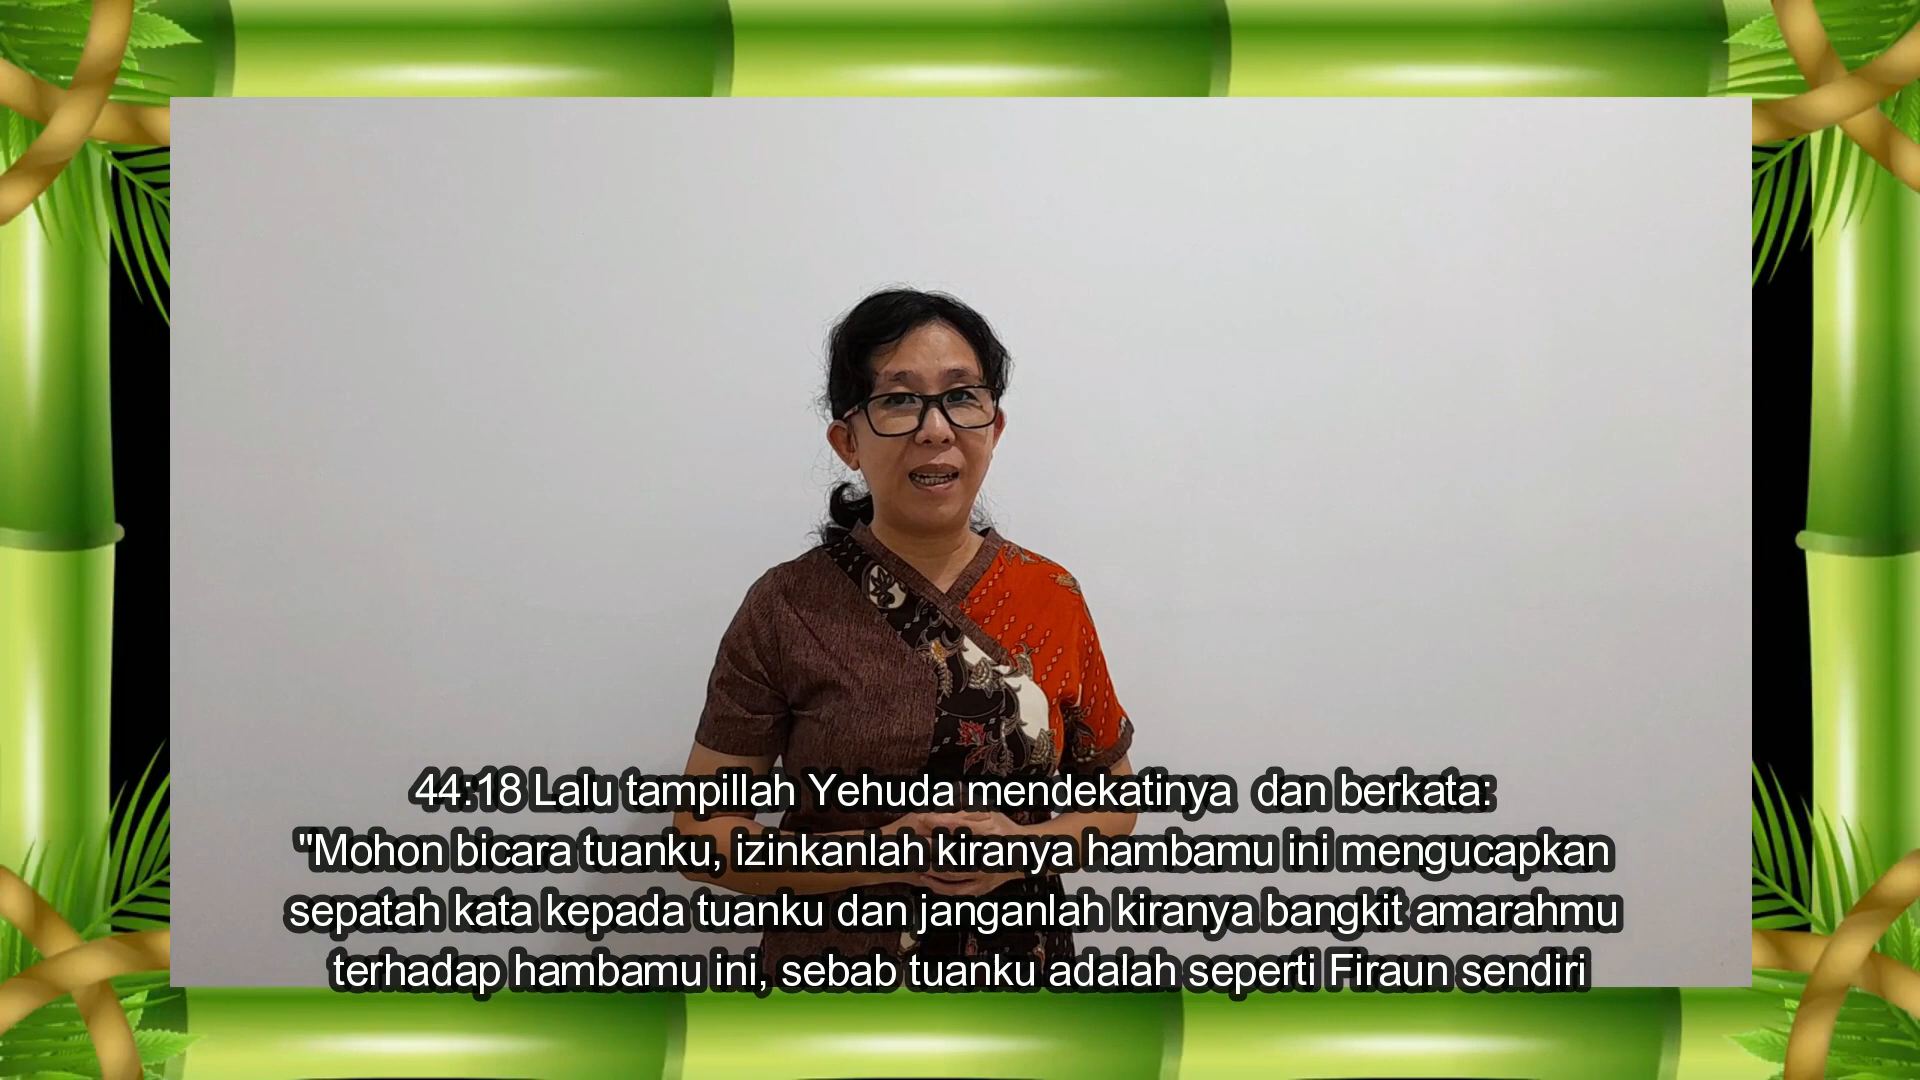 44:18 Lalu tampillah Yehuda mendekatinya  dan berkata:
"Mohon bicara tuanku, izinkanlah kiranya hambamu ini mengucapkan
sepatah kata kepada tuanku dan janganlah kiranya bangkit amarahmu
terhadap hambamu ini, sebab tuanku adalah seperti Firaun sendiri